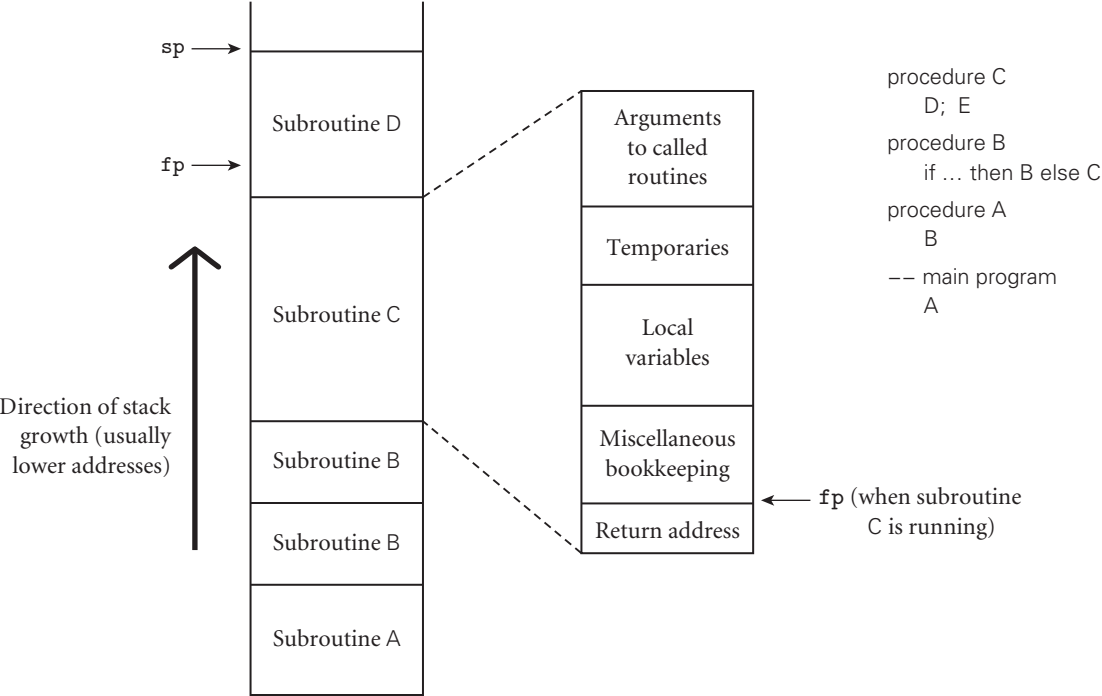 sp
Subroutine D
fp
Subroutine C
Direction of stack
growth (usually
lower addresses)
Subroutine B
Subroutine B
Subroutine A
Arguments
to called
routines
Temporaries
Local
variables
Miscellaneous
bookkeeping
Return address
fp (when subroutine
C is running)
procedure C
D; E
procedure B
if ... then B else C
procedure A
B
-- main program
A